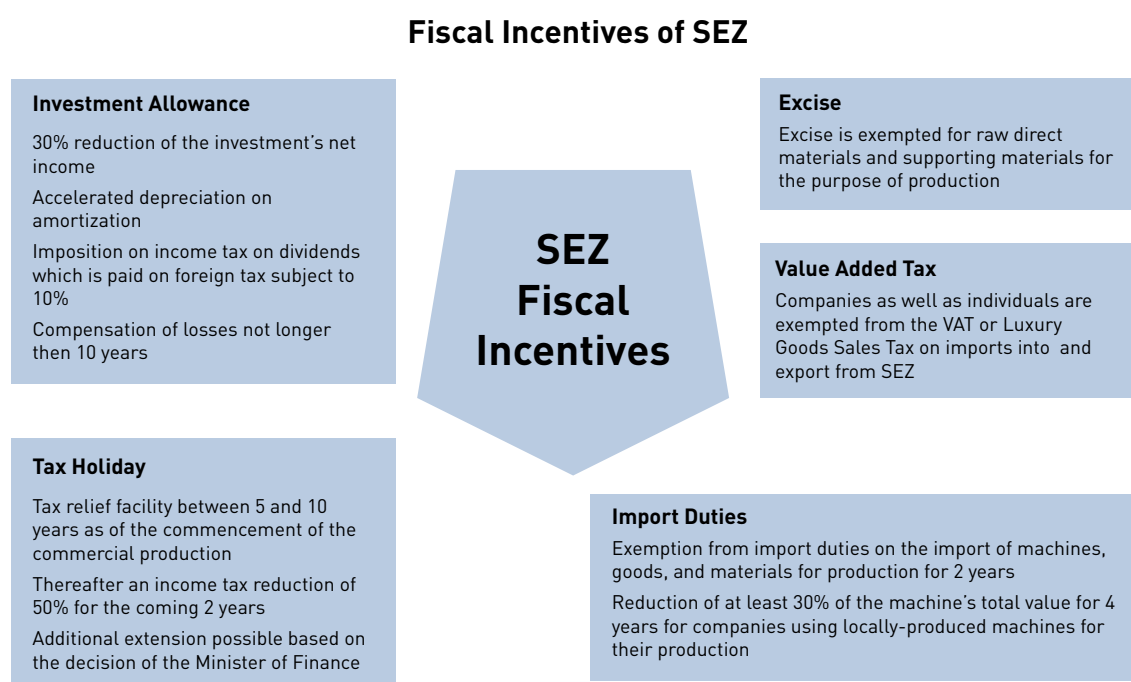 Fiscal Incentives of SEZ
Investment Allowance
30% reduction of the investment's net
income
Accelerated depreciation on
amortization
Imposition on income tax on dividends
which is paid on foreign tax subject to
10%
Compensation of losses not longer
then 10 years
Tax Holiday
Tax relief facility between 5 and 10
years as of the commencement of the
commercial production
Thereafter an income tax reduction of
50% for the coming 2 years
Additional extension possible based on
the decision of the Minister of Finance
SEZ
Fiscal
Incentives
Excise
Excise is exempted for raw direct
materials and supporting materials for
the purpose of production
Value Added Tax
Companies as well as individuals are
exempted from the VAT or Luxury
Goods Sales Tax on imports into and
export from SEZ
Import Duties
Exemption from import duties on the import of machines,
goods, and materials for production for 2 years
Reduction of at least 30% of the machine's total value for 4
years for companies using locally-produced machines for
their production